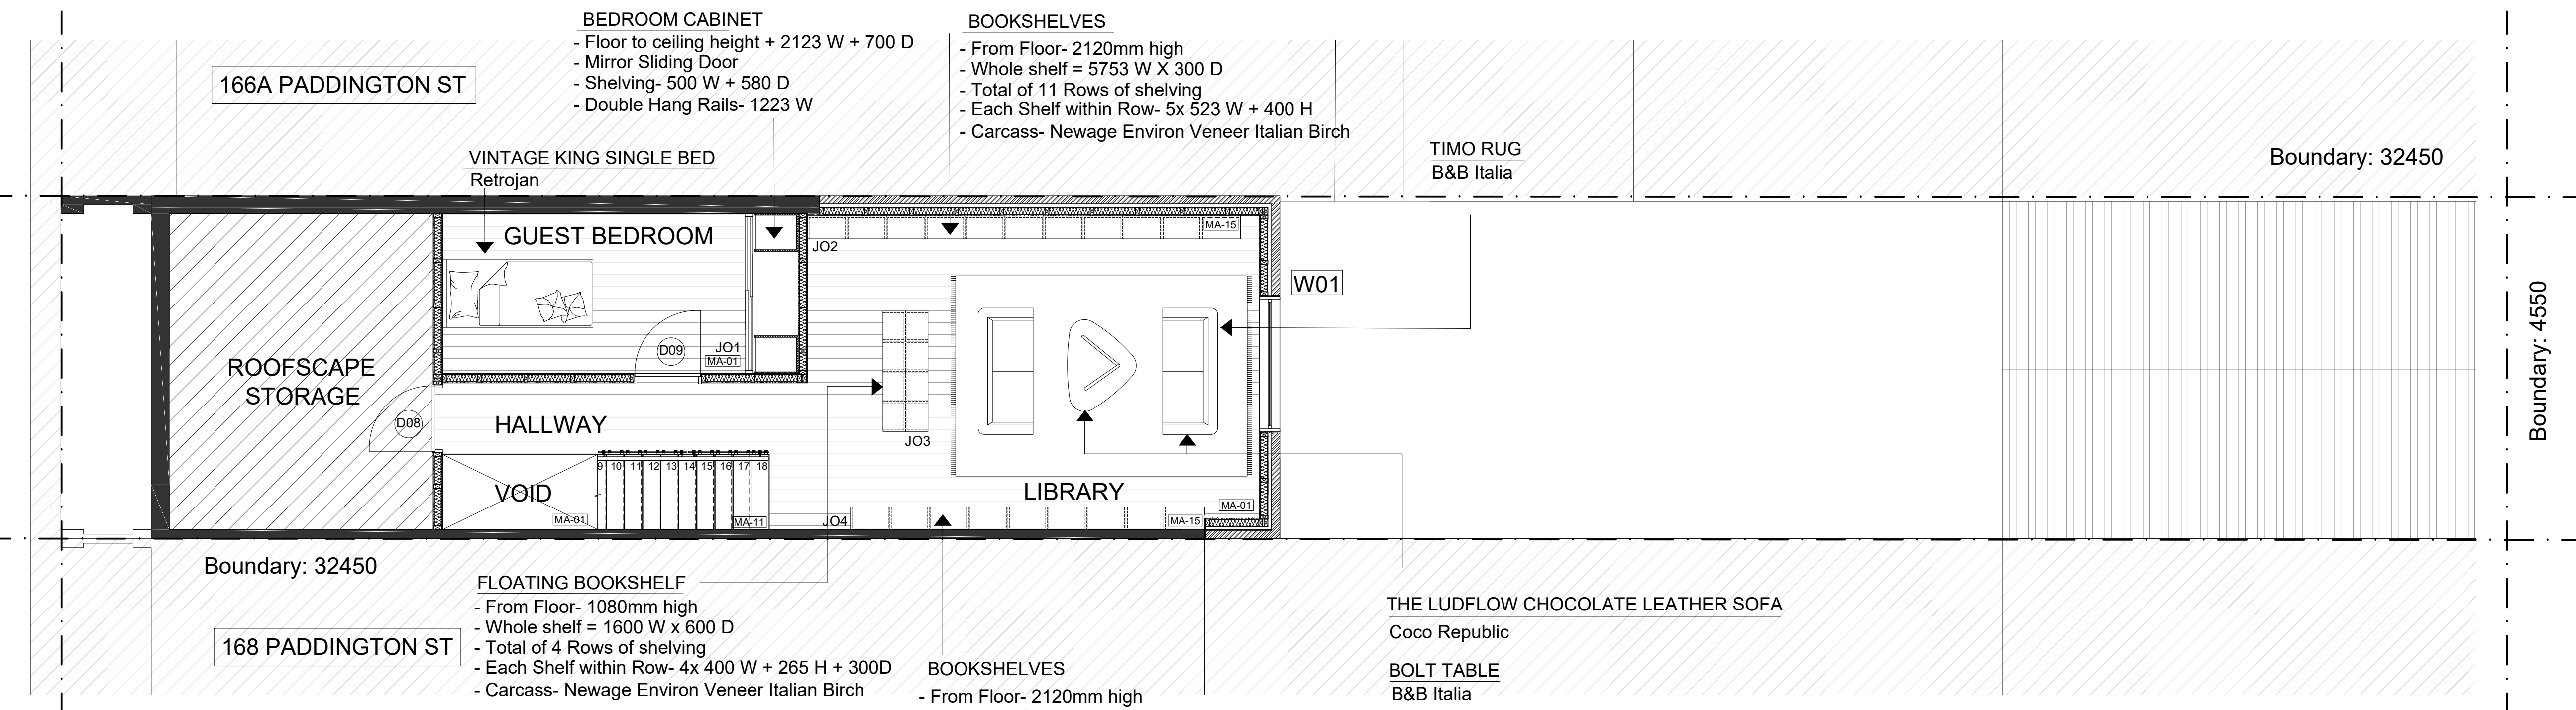 BEDROOM CABINET
- Floor to ceiling height + 2123 W + 700 D
- Mirror Sliding Door
- Shelving- 500 W + 580 D
- Double Hang Rails- 1223 W
BOOKSHELVES
- From Floor- 2120mm high
- Whole shelf = 5753 W X 300 D
- Total of 11 Rows of shelving
- Each Shelf within Row- 5x 523 W + 400 H
- Carcass- Newage Environ Veneer Italian Birch
166A PADDINGTON ST
VINTAGE KING SINGLE BED
Retrojan
TIMO RUG
B&B Italia
Boundary: 32450
GUEST BEDROOM
JO2
MA-15
W01
Boundary: 4550
ROOFSCAPE
STORAGE
D09
JO1
MA-01
D08
HALLWAY
JO3
9 10 11 12 13 14 15 16 17 18
VOID
MA-01
MA-11
LIBRARY
MA-01
JO4
MA-15
Boundary: 32450
168 PADDINGTON ST
FLOATING BOOKSHELF
- From Floor- 1080mm high
- Whole shelf = 1600 W x 600 D
- Total of 4 Rows of shelving
- Each Shelf within Row- 4x 400 W + 265 H + 300D
- Carcass- Newage Environ Veneer Italian Birch
BOOKSHELVES
- From Floor- 2120mm high
THE LUDFLOW CHOCOLATE LEATHER SOFA
Coco Republic
BOLT TABLE
B&B Italia